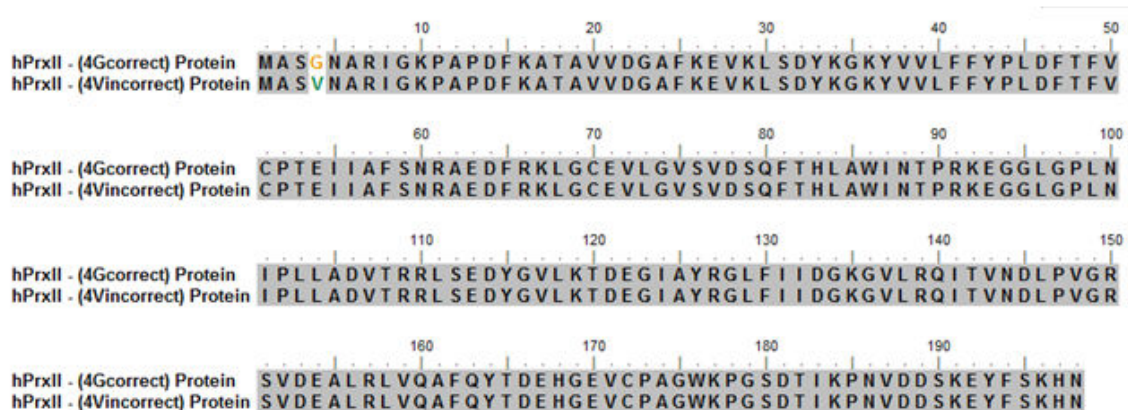 10 20 30 40 50
hPrxII - (4Gcorrect) Protein MASGNARIGKPAPDFKATAVVDGAFKEVKLSDYKGKYVVLFFYPLDFTFV
hPrxII - (4Vincorrect) Protein MASVNARIGKPAPDFKATAVVDGAFKEVKLSDYKGKYVVLFFYPLDFTFV
60 70 80 90 100
hPrxII - (4Gcorrect) Protein CPTEIIAFSNRAEDFRKLGCEVLGVSVDSQFTHLAWINTPRKEGGLGPLN
hPrxII - (4Vincorrect) Protein CPTEIIAFSNRAEDFRKLGCEVLGVSVDSQFTHLAWINTPRKEGGLGPLN
110 120 130 140 150
hPrxII - (4Gcorrect) Protein IPLLADVTRRLSEDYGVLKTDEGIAYRGLFIIDGKGVLRQITVNDLPVGR
hPrxII - (4Vincorrect) Protein IPLLADVTRRLSEDYGVLKTDEGIAYRGLFIIDGKGVLRQITVNDLPVGR
160 170 180 190
hPrxII - (4Gcorrect) Protein SVDEALRLVQAFQYTDEHGEVCPAGWKPGSDTIKPNVDDSKEYFSKHN
hPrxII - (4Vincorrect) Protein SVDEALRLVQAFQYTDEHGEVCPAGWKPGSDTIKPNVDDSKEYFSKHN